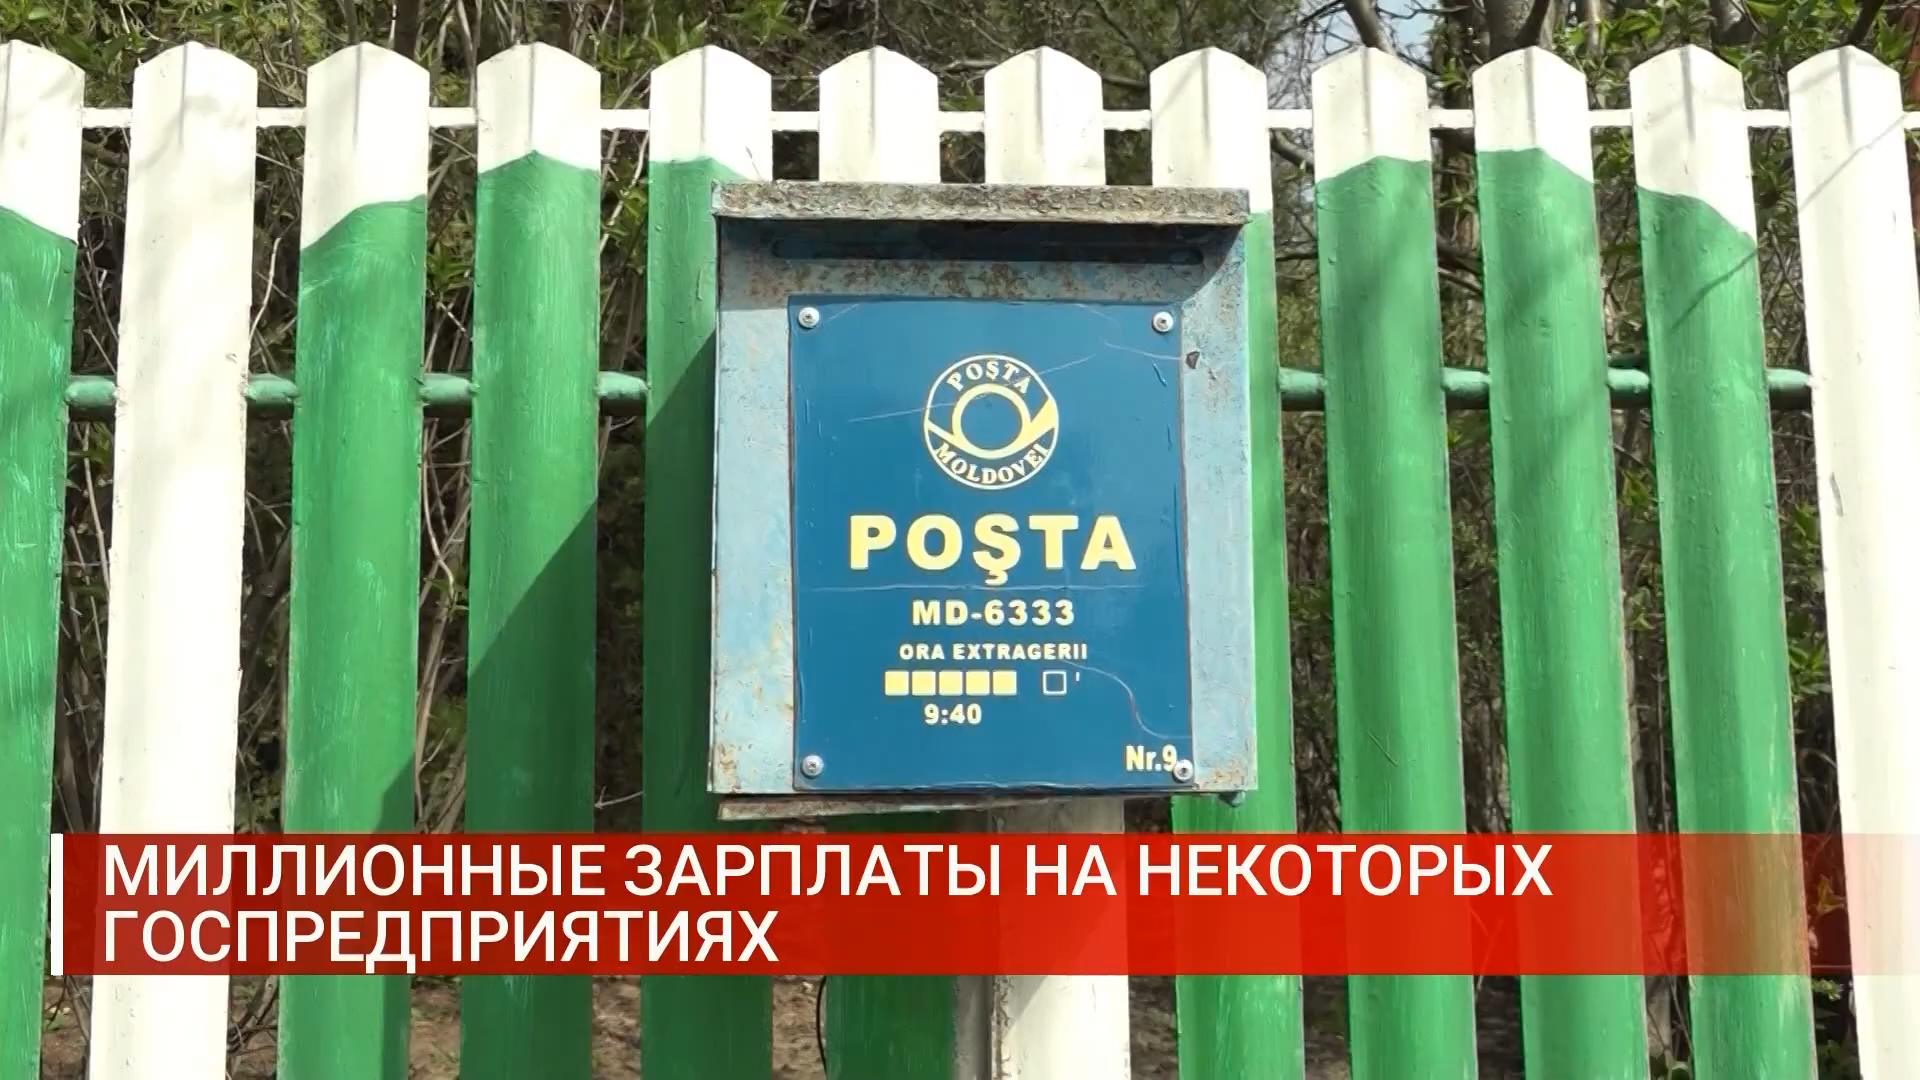 POŞTA
MOLDOVEI
POŞTA
MD-6333
ORA EXTRAGERII
9:40
Nr.9
МИЛЛИОННЫЕ ЗАРПЛАТЫ НА НЕКОТОРЫХ
ГОСПРЕДПРИЯТИЯХ